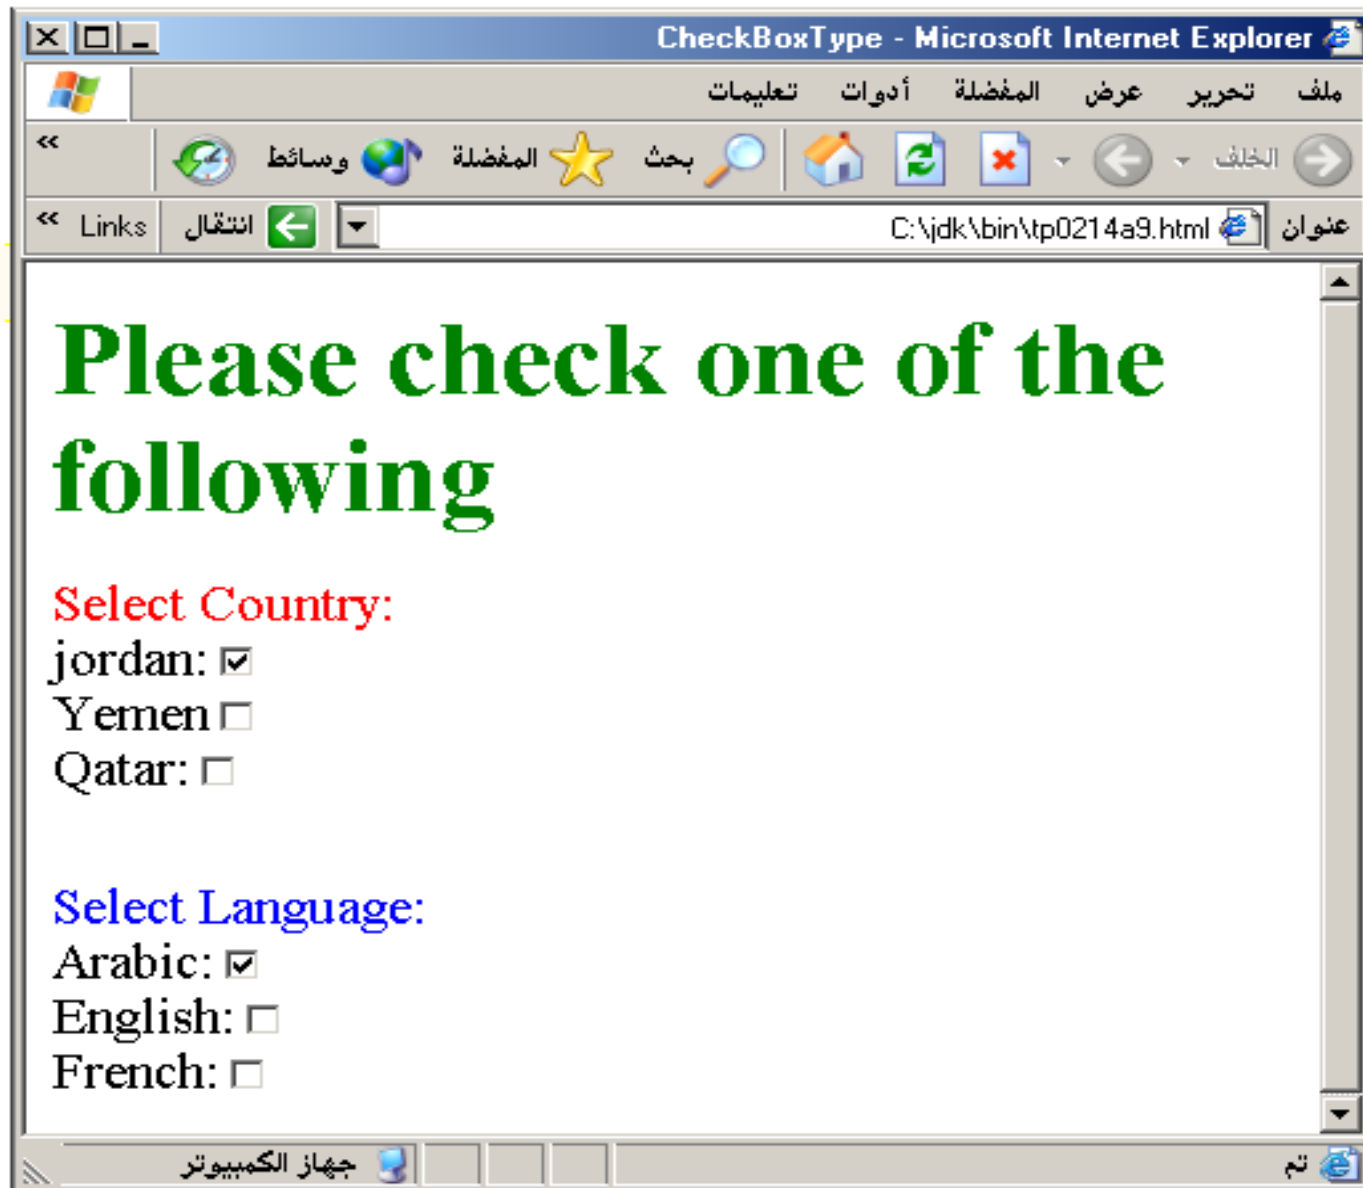 CheckBoxType - Microsoft Internet Explorer
ملف تحرير عرض المفضلة أدوات تعليمات
الخلف بحث المفضلة وسائط »
عنوان C:\jdk\bin\tp0214a9.html انتقال Links »
Please check one of the
following
Select Country:
jordan:
Yemen
Qatar:
Select Language:
Arabic:
English:
French:
تم جهاز الكمبيوتر